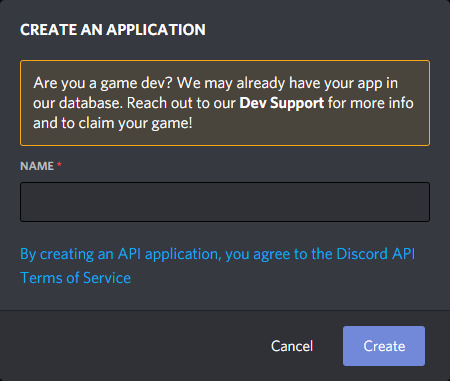 CREATE AN APPLICATION
Are you a game dev? We may already have your app in
our database. Reach out to our Dev Support for more info
and to claim your game!
NAME *
By creating an API application, you agree to the Discord API
Terms of Service
Cancel
Create